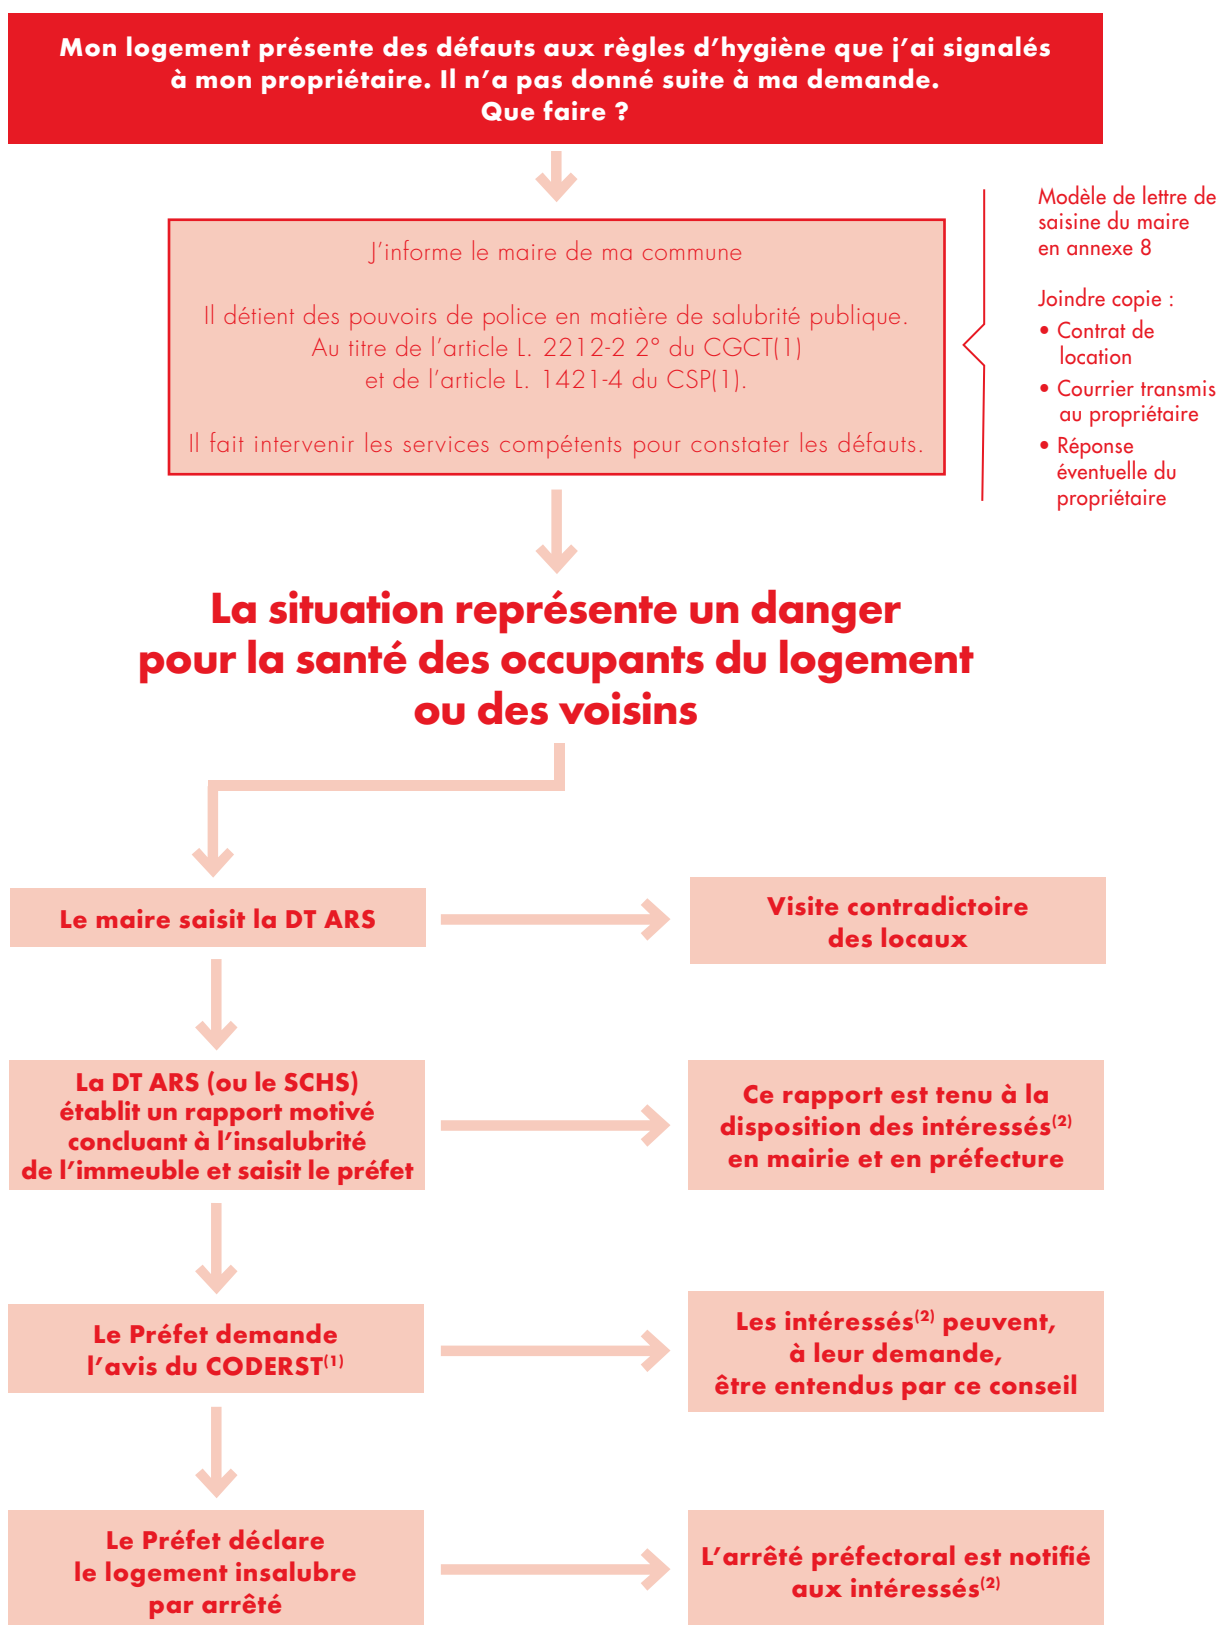 Mon logement présente des défauts aux règles d’hygiène que j’ai signalés
à mon propriétaire. Il n’a pas donné suite à ma demande.
Que faire ?
J’informe le maire de ma commune
Il détient des pouvoirs de police en matière de salubrité publique.
Au titre de l’article L. 2212-2 2° du CGCT(1)
et de l’article L. 1421-4 du CSP(1).
Il fait intervenir les services compétents pour constater les défauts.
Modèle de lettre de
saisine du maire
en annexe 8
Joindre copie :
• Contrat de
location
• Courrier transmis
au propriétaire
• Réponse
éventuelle du
propriétaire
La situation représente un danger
pour la santé des occupants du logement
ou des voisins
Le maire saisit la DT ARS
Visite contradictoire
des locaux
La DT ARS (ou le SCHS)
établit un rapport motivé
concluant à l’insalubrité
de l’immeuble et saisit le préfet
Ce rapport est tenu à la
disposition des intéressés(2)
en mairie et en préfecture
Le Préfet demande
l’avis du CODERST(1)
Les intéressés(2) peuvent,
à leur demande,
être entendus par ce conseil
Le Préfet déclare
le logement insalubre
par arrêté
L’arrêté préfectoral est notifié
aux intéressés(2)